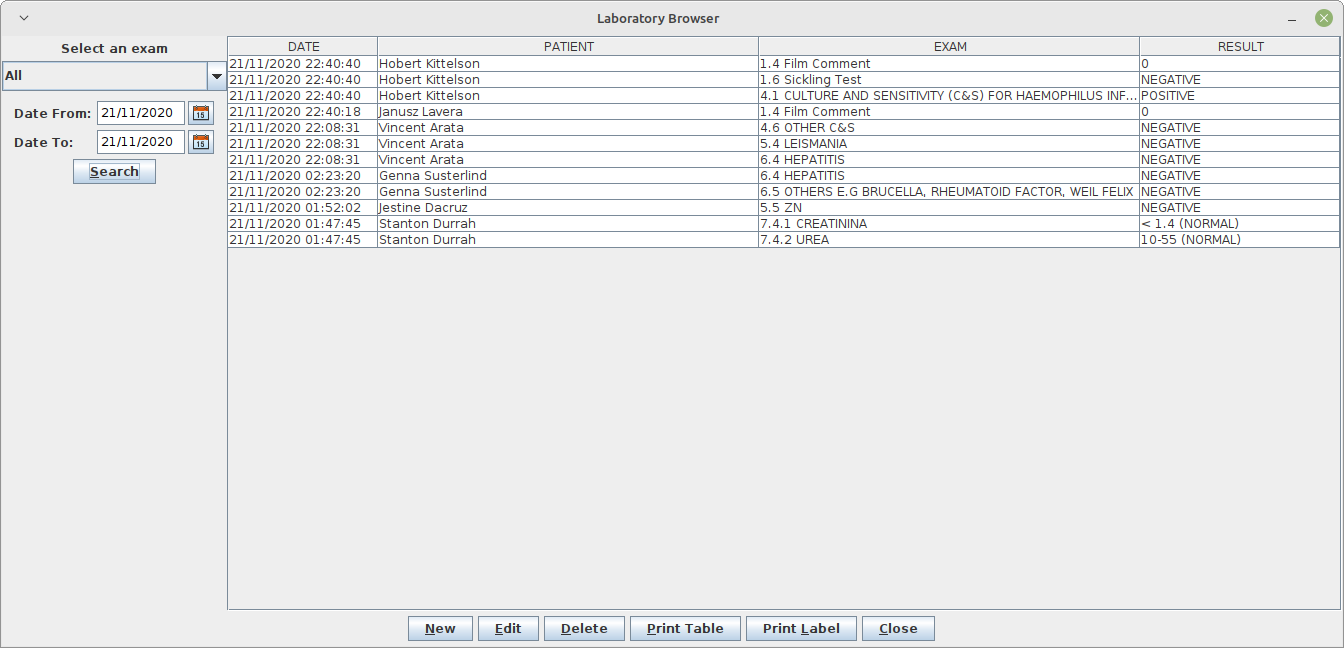 Laboratory Browser
Select an exam
All
Date From: 21/11/2020
Date To: 21/11/2020
Search
DATE PATIENT EXAM RESULT
21/11/2020 22:40:40 Hobert Kittelson 1.4 Film Comment 0
21/11/2020 22:40:40 Hobert Kittelson 1.6 Sickling Test NEGATIVE
21/11/2020 22:40:40 Hobert Kittelson 4.1 CULTURE AND SENSITIVITY (C&S) FOR HAEMOPHILUS INF... POSITIVE
21/11/2020 22:40:18 Janusz Lavera 1.4 Film Comment 0
21/11/2020 22:08:31 Vincent Arata 4.6 OTHER C&S NEGATIVE
21/11/2020 22:08:31 Vincent Arata 5.4 LEISMANIA NEGATIVE
21/11/2020 22:08:31 Vincent Arata 6.4 HEPATITIS NEGATIVE
21/11/2020 02:23:20 Genna Susterlind 6.4 HEPATITIS NEGATIVE
21/11/2020 02:23:20 Genna Susterlind 6.5 OTHERS E.G BRUCELLA, RHEUMATOID FACTOR, WEIL FELIX NEGATIVE
21/11/2020 01:52:02 Jestine Dacruz 5.5 ZN NEGATIVE
21/11/2020 01:47:45 Stanton Durrah 7.4.1 CREATININA < 1.4 (NORMAL)
21/11/2020 01:47:45 Stanton Durrah 7.4.2 UREA 10-55 (NORMAL)
New Edit Delete Print Table Print Label Close